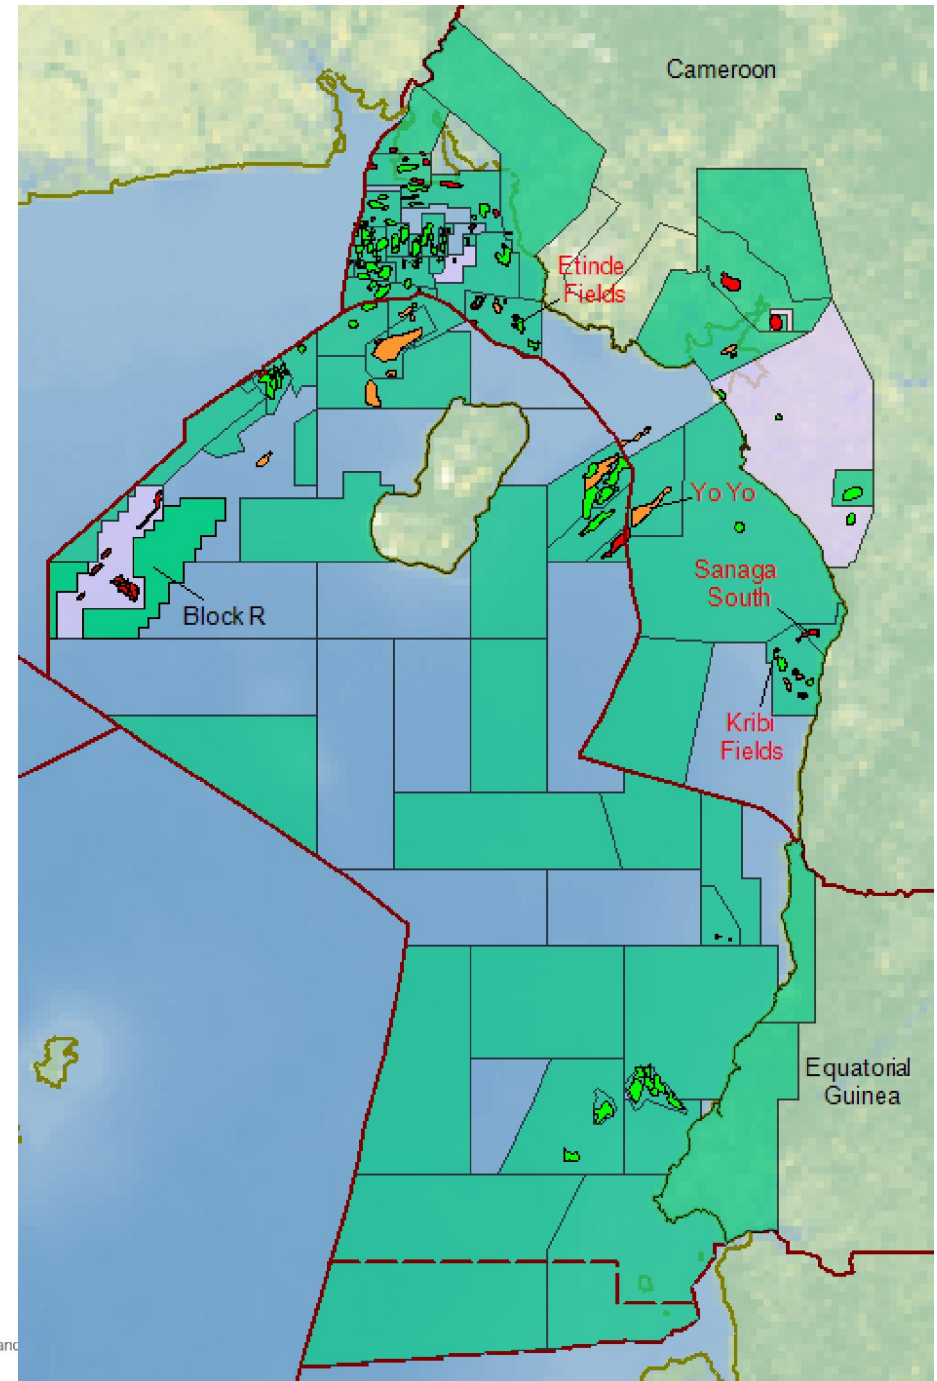 Cameroon
Etinde
Fields
Yo Yo
Sanaga
South
Block R
Kribi
Fields
Equatorial
Guinea